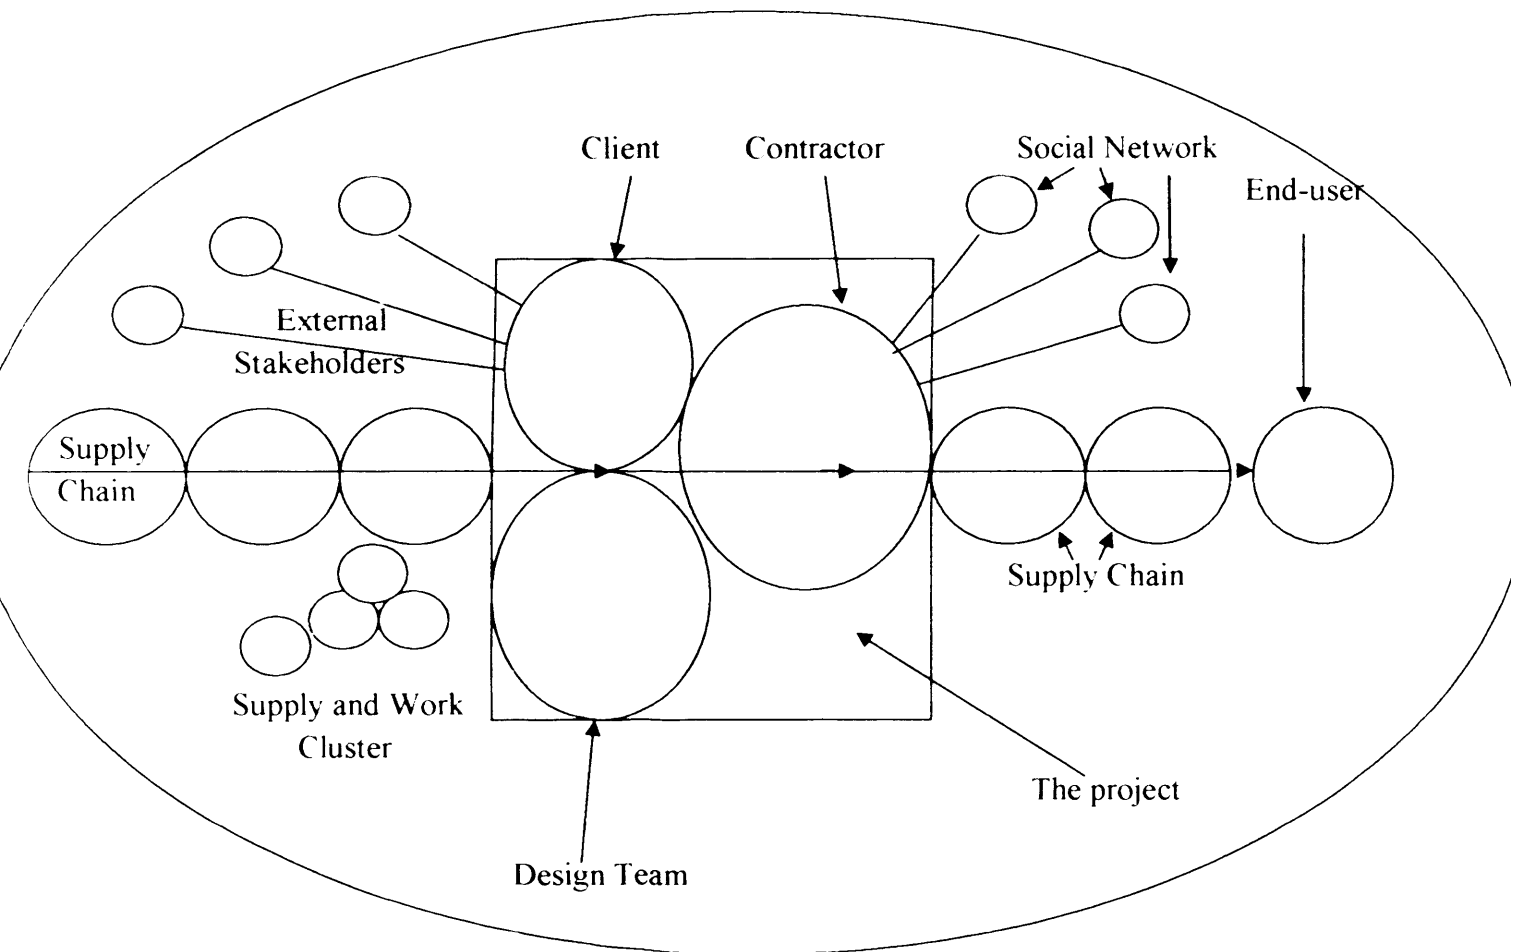 Client
Contractor
Social Network
End-user
External
Stakeholders
Supply
Chain
Supply Chain
Supply and Work
Cluster
The project
Design Team